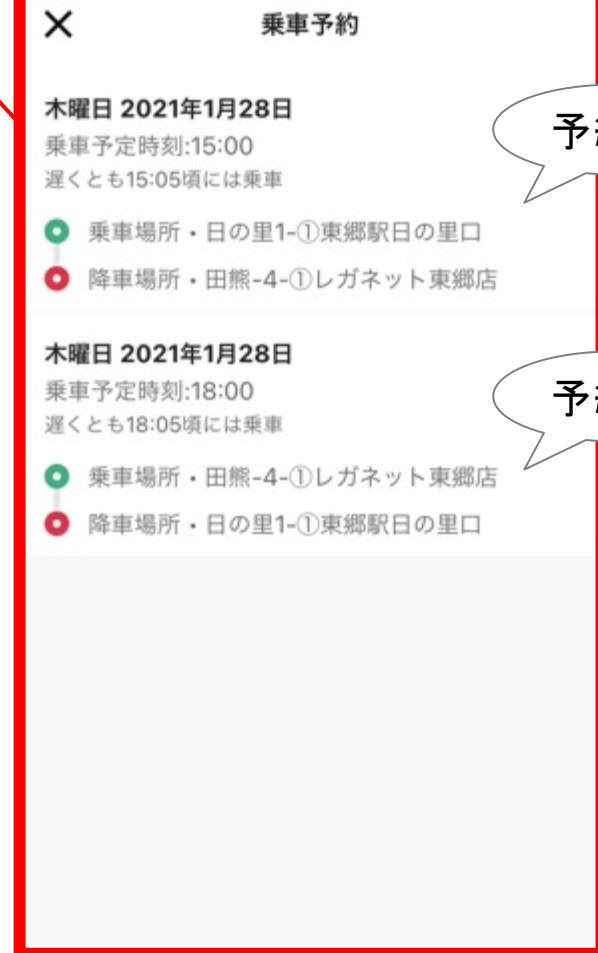 乗車予約
木曜日 2021年1月28日
乗車予定時刻:15:00
遅くとも15:05頃には乗車
乗車場所・日の里1-①東郷駅日の里口
降車場所・田熊-4-①レガネット東郷店
木曜日 2021年1月28日
乗車予定時刻:18:00
遅くとも18:05頃には乗車
乗車場所・田熊-4-①レガネット東郷店
降車場所・日の里1-①東郷駅日の里口
予
予